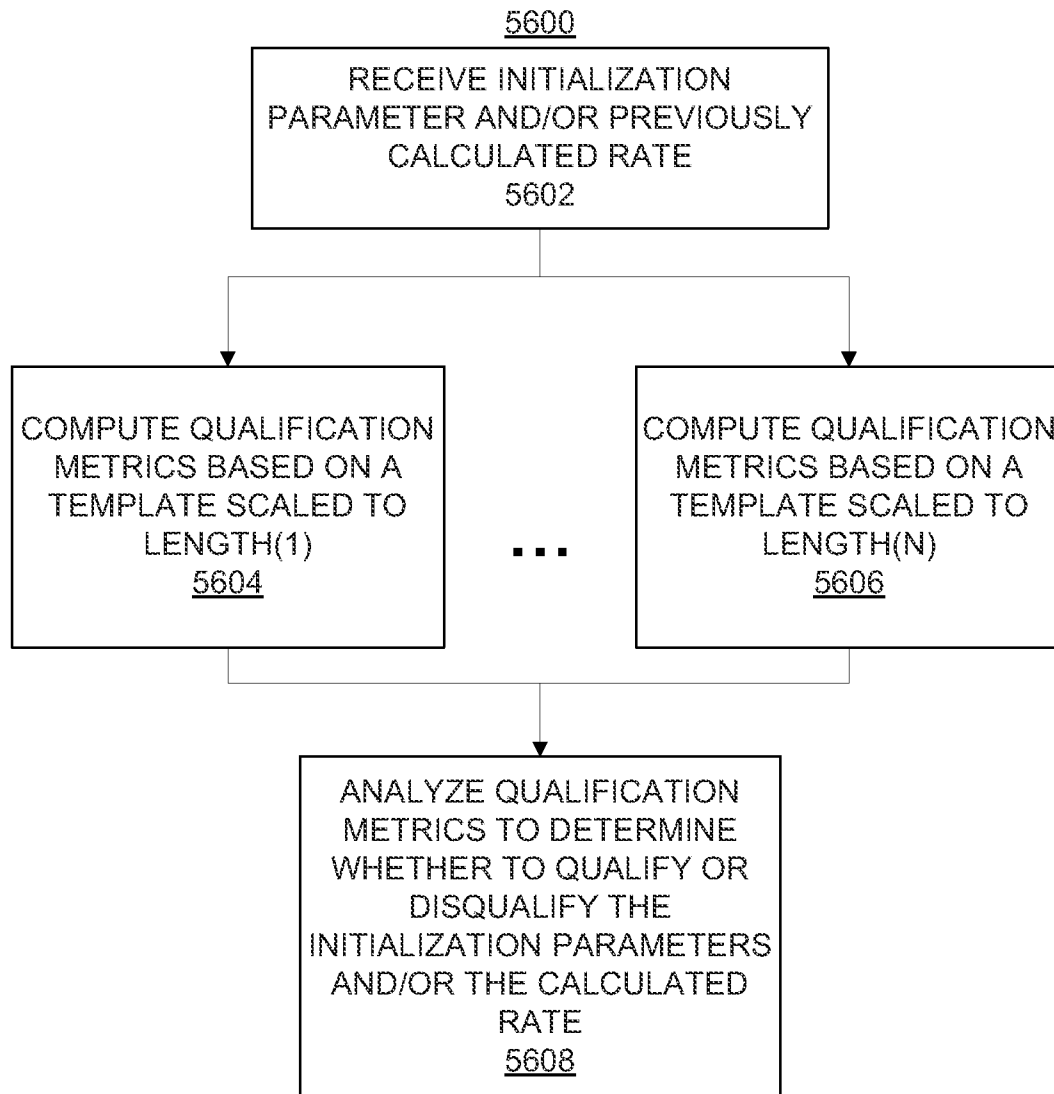 5600
RECEIVE INITIALIZATION
PARAMETER AND/OR PREVIOUSLY
CALCULATED RATE
5602
COMPUTE QUALIFICATION
METRICS BASED ON A
TEMPLATE SCALED TO
LENGTH(1)
5604
...
COMPUTE QUALIFICATION
METRICS BASED ON A
TEMPLATE SCALED TO
LENGTH(N)
5606
ANALYZE QUALIFICATION
METRICS TO DETERMINE
WHETHER TO QUALIFY OR
DISQUALIFY THE
INITIALIZATION PARAMETERS
AND/OR THE CALCULATED
RATE
5608